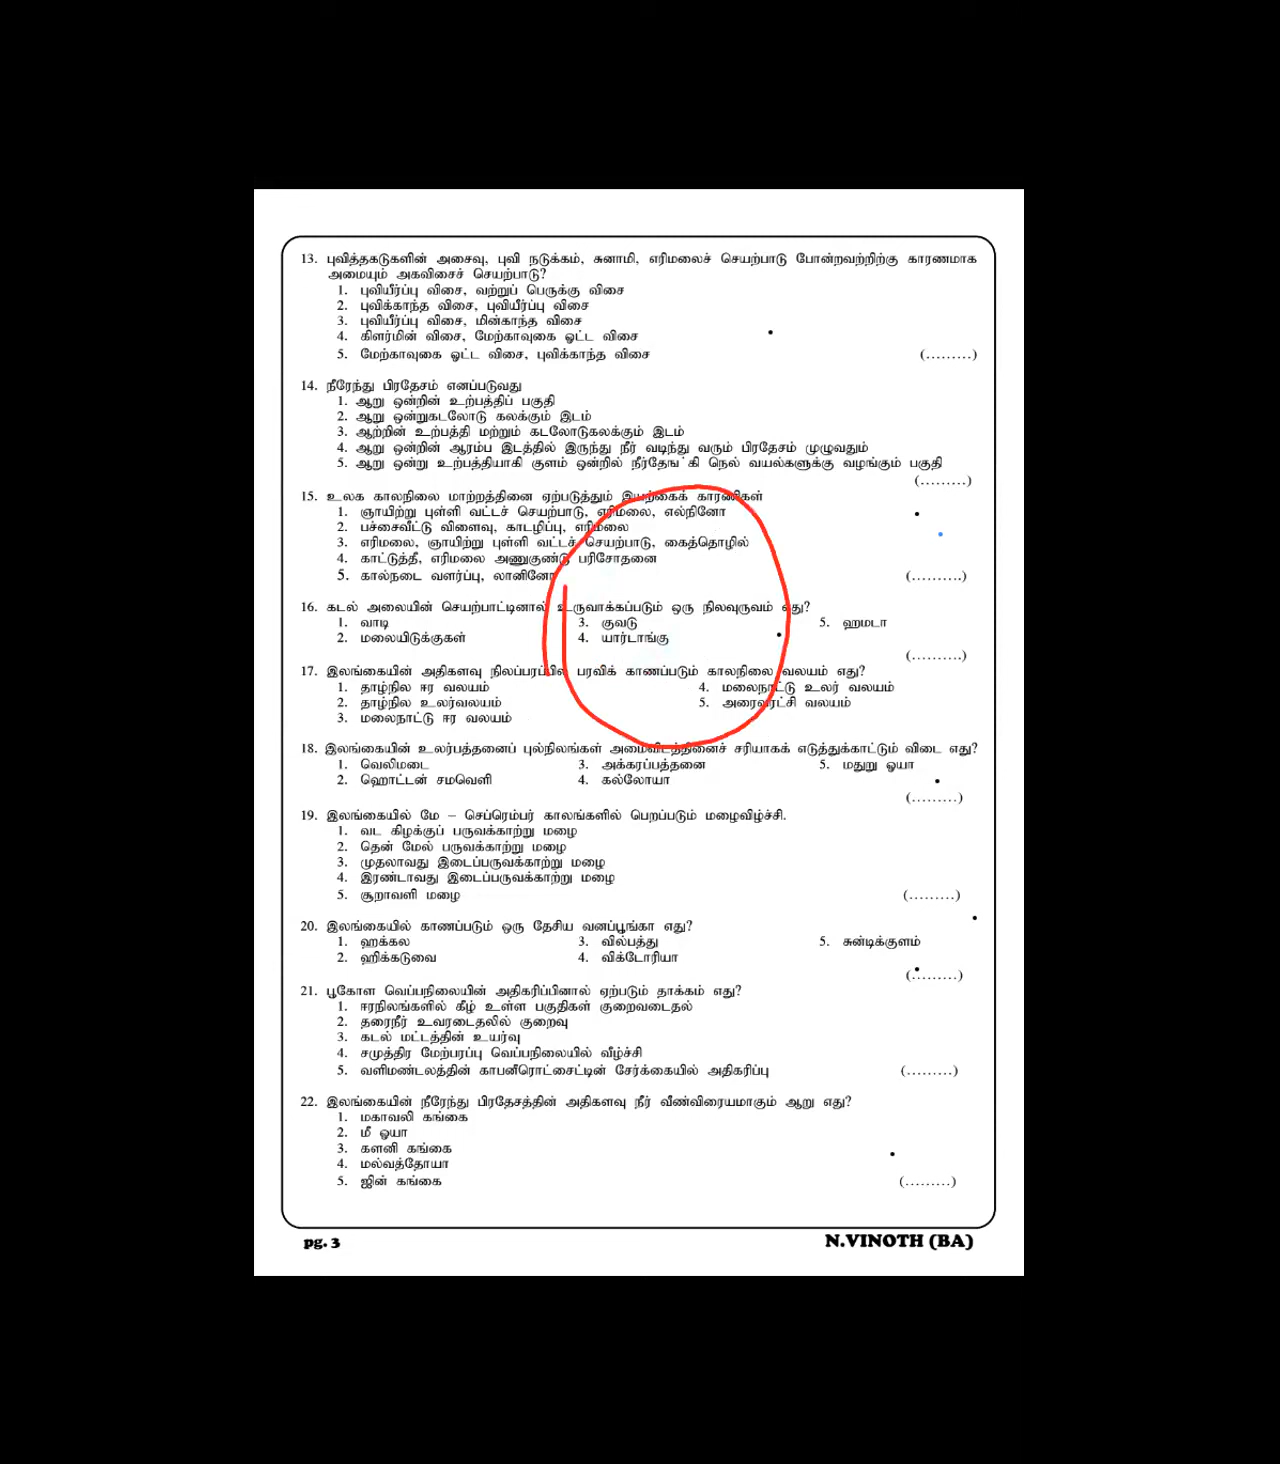 13. புவித்தகடுகளின் அசைவு, புவி நடுக்கம், சுனாமி, எரிமலைச் செயற்பாடு போன்றவற்றிற்கு காரணமாக
அமையும் அகவிசைச் செயற்பாடு?
1. புவியீர்ப்பு விசை, வற்றுப் பெருக்கு விசை
2. புவிக்காந்த விசை, புவியீர்ப்பு விசை
3. புவியீர்ப்பு விசை, மின்காந்த விசை
4. கிளர்மின் விசை, மேற்காவுகை ஓட்ட விசை
5. மேற்காவுகை ஓட்ட விசை, புவிக்காந்த விசை (.........)
14. நீரேந்து பிரதேசம் எனப்படுவது
1. ஆறு ஒன்றின் உற்பத்திப் பகுதி
2. ஆறு ஒன்றுகடலோடு கலக்கும் இடம்
3. ஆற்றின் உற்பத்தி மற்றும் கடலோடுகலக்கும் இடம்
4. ஆறு ஒன்றின் ஆரம்ப இடத்தில் இருந்து நீர் வடிந்து வரும் பிரதேசம் முழுவதும்
5. ஆறு ஒன்று உற்பத்தியாகி குளம் ஒன்றில் நீர்தேங்கி நெல் வயல்களுக்கு வழங்கும் பகுதி
(.........)
15. உலக காலநிலை மாற்றத்தினை ஏற்படுத்தும் இயற்கைக் காரணிகள்
1. ஞாயிற்று புள்ளி வட்டச் செயற்பாடு, எரிமலை, எல்நினோ
2. பச்சைவீட்டு விளைவு, காடழிப்பு, எரிமலை
3. எரிமலை, ஞாயிற்று புள்ளி வட்டச் செயற்பாடு, கைத்தொழில்
4. காட்டுத்தீ, எரிமலை அணுகுண்டு பரிசோதனை
5. கால்நடை வளர்ப்பு, லானினோ (..........)
16. கடல் அலையின் செயற்பாட்டினால் உருவாக்கப்படும் ஒரு நிலவுருவம் எது?
1. வாடி 3. குவடு 5. ஹமடா
2. மலையிடுக்குகள் 4. யார்டாங்கு
(..........)
17. இலங்கையின் அதிகளவு நிலப்பரப்பில் பரவிக் காணப்படும் காலநிலை வலயம் எது?
1. தாழ்நில ஈர வலயம் 4. மலைநாட்டு உலர் வலயம்
2. தாழ்நில உலர்வலயம் 5. அரைவரட்சி வலயம்
3. மலைநாட்டு ஈர வலயம்
18. இலங்கையின் உலர்பத்தனைப் புல்நிலங்கள் அமைவிடத்தினைச் சரியாகக் எடுத்துக்காட்டும் விடை எது?
1. வெலிமடை 3. அக்கரப்பத்தனை 5. மதுறு ஓயா
2. ஹொட்டன் சமவெளி 4. கல்லோயா
(.........)
19. இலங்கையில் மே – செப்ரெம்பர் காலங்களில் பெறப்படும் மழைவிழ்ச்சி.
1. வட கிழக்குப் பருவக்காற்று மழை
2. தென் மேல் பருவக்காற்று மழை
3. முதலாவது இடைப்பருவக்காற்று மழை
4. இரண்டாவது இடைப்பருவக்காற்று மழை
5. சூறாவளி மழை (.........)
20. இலங்கையில் காணப்படும் ஒரு தேசிய வனப்பூங்கா எது?
1. ஹக்கல 3. வில்பத்து 5. சுன்டிக்குளம்
2. ஹிக்கடுவை 4. விக்டோரியா
(.........)
21. பூகோள வெப்பநிலையின் அதிகரிப்பினால் ஏற்படும் தாக்கம் எது?
1. ஈரநிலங்களில் கீழ் உள்ள பகுதிகள் குறைவடைதல்
2. தரைநீர் உவரடைதலில் குறைவு
3. கடல் மட்டத்தின் உயர்வு
4. சமுத்திர மேற்பரப்பு வெப்பநிலையில் வீழ்ச்சி
5. வளிமண்டலத்தின் காபனீரொட்சைட்டின் சேர்க்கையில் அதிகரிப்பு (.........)
22. இலங்கையின் நீரேந்து பிரதேசத்தின் அதிகளவு நீர் வீண்விரையமாகும் ஆறு எது?
1. மகாவலி கங்கை
2. மீ ஓயா
3. களனி கங்கை
4. மல்வத்தோயா
5. ஜின் கங்கை (.........)
pg. 3 N.VINOTH (BA)